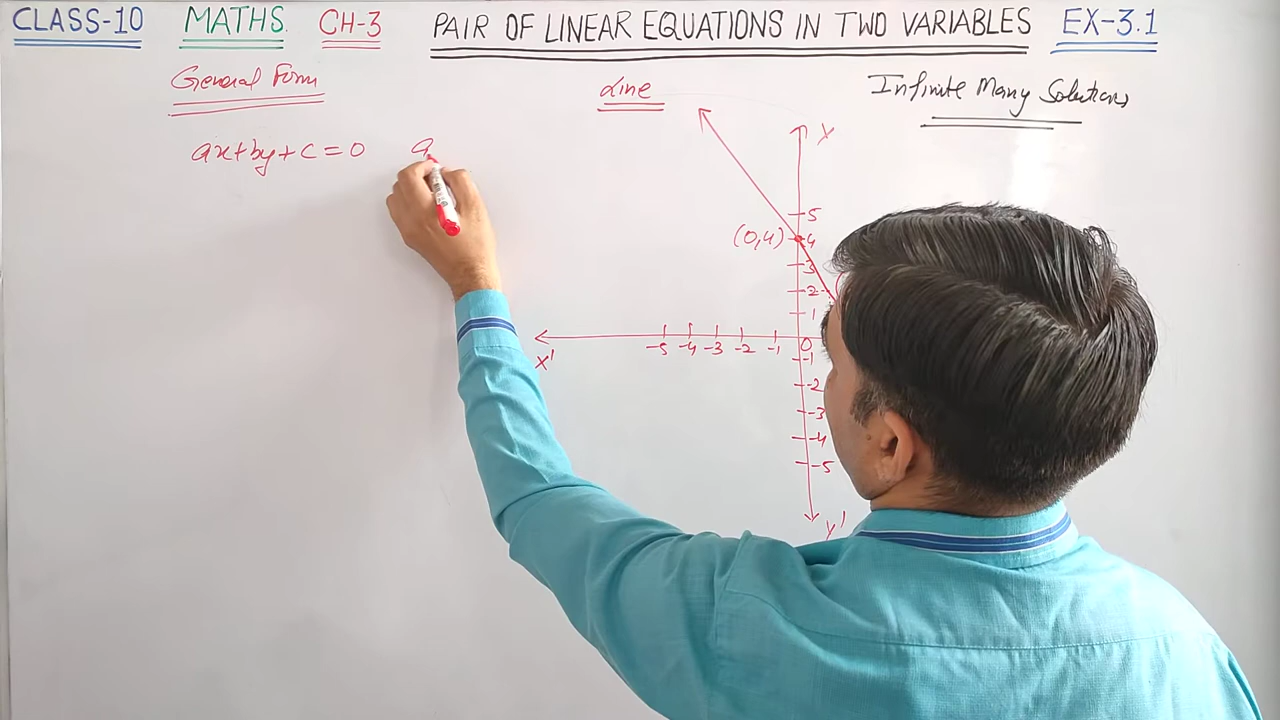 CLASS-10 MATHS. CH-3 PAIR OF LINEAR EQUATIONS IN TWO VARIABLES EX-3.1
General Form Line Infinite Many Solutions
ax+by+c=0 a
Y
5
(0,4) 4
3
2 (
1
X' -5 -4 -3 -2 -1 0
-1
-2
-3
-4
-5
Y'